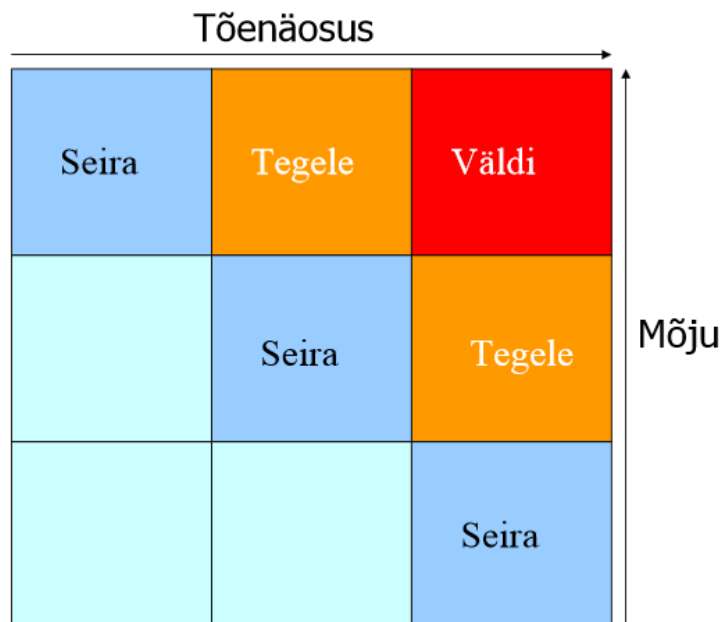 Tõenäosus
Seira
Tegele
Väldi
Seira
Tegele
Mõju
Seira